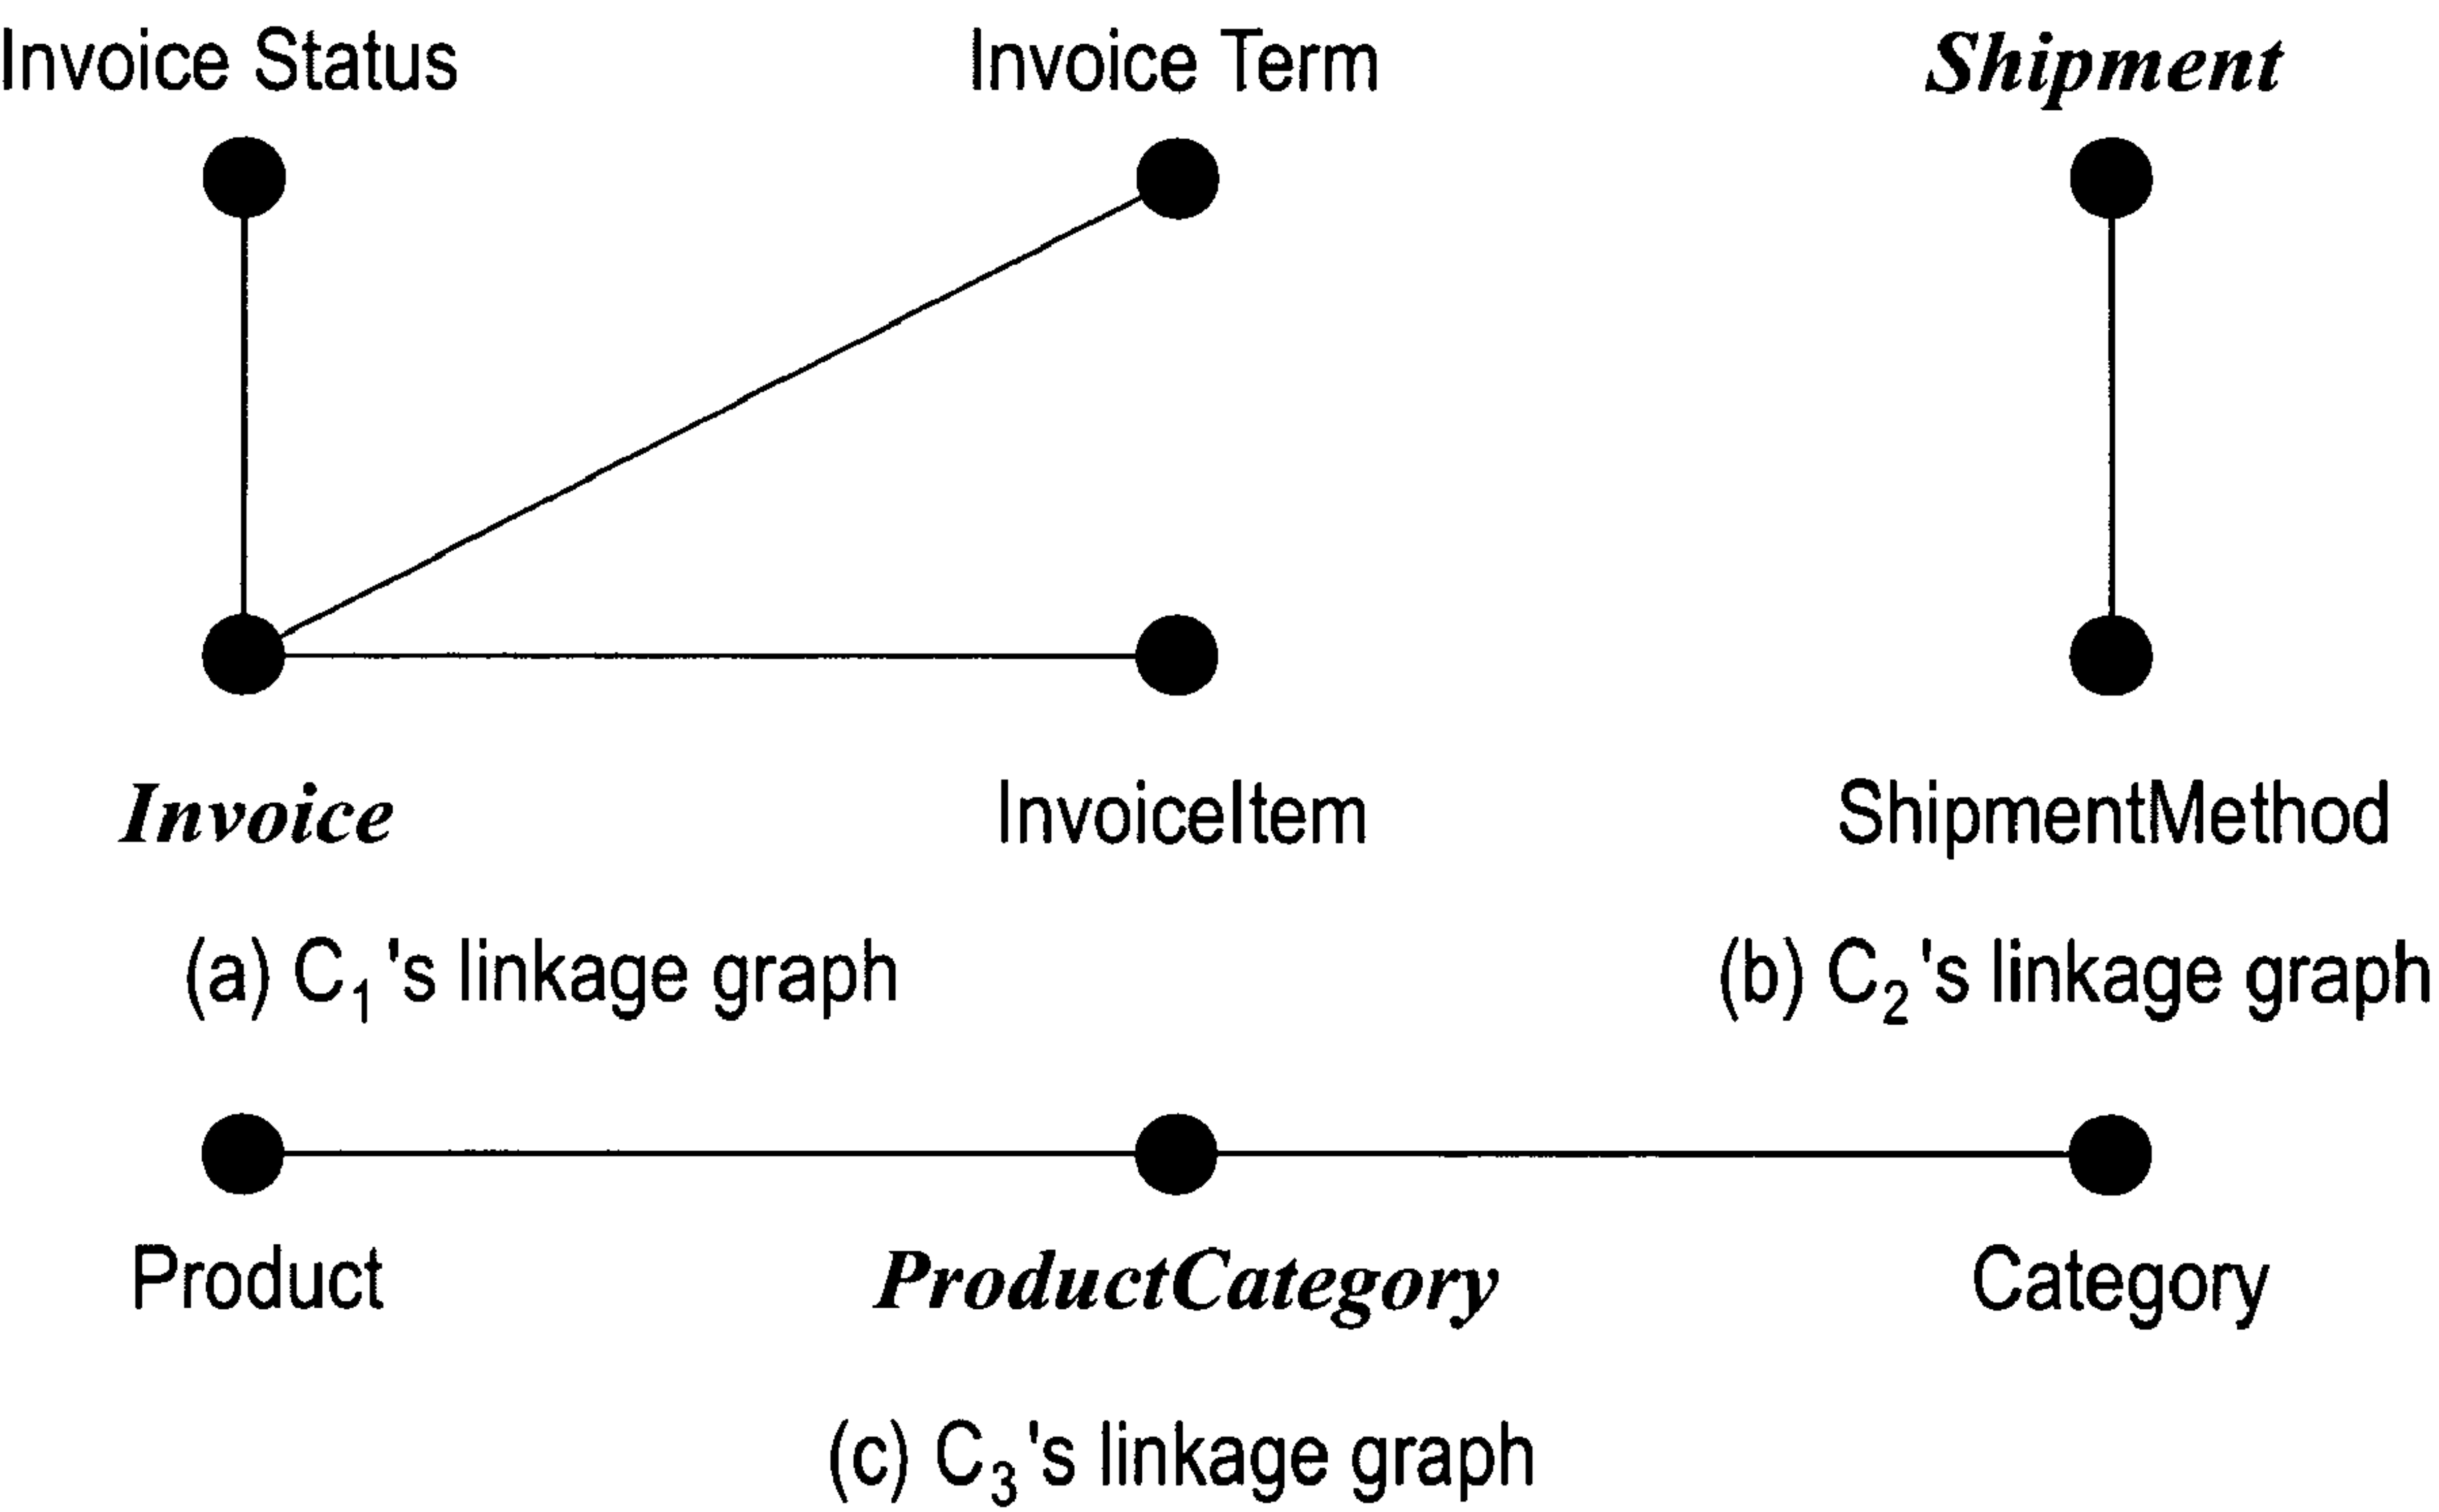 Invoice Status Invoice Term Shipment
Invoice InvoiceItem ShipmentMethod
(a) C1's linkage graph (b) C2's linkage graph
Product ProductCategory Category
(c) C3's linkage graph